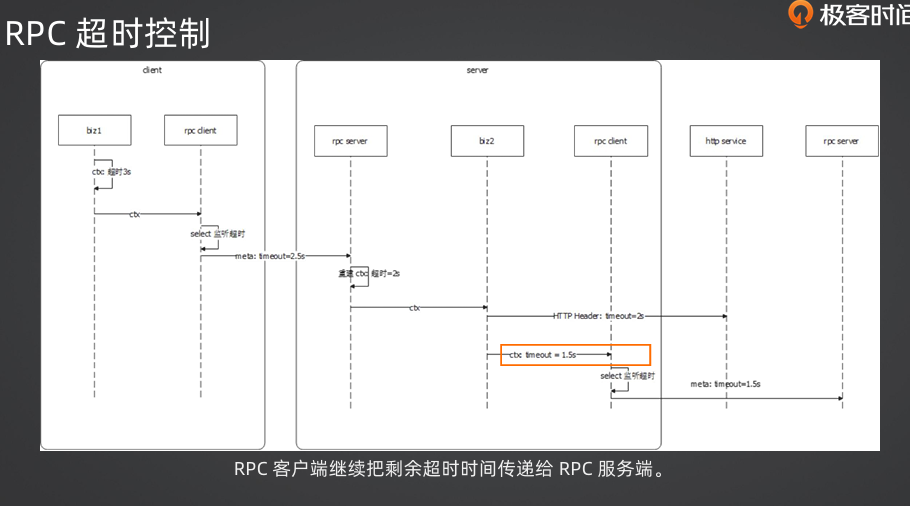 RPC 超时控制
极客时间
client
server
biz1
rpc client
rpc server
biz2
rpc client
http service
rpc server
ctx: 超时3s
ctx
select 监听超时
meta: timeout=2.5s
重建 ctx: 超时=2s
ctx
HTTP Header: timeout=2s
ctx: timeout = 1.5s
select 监听超时
meta: timeout=1.5s
RPC 客户端继续把剩余超时时间传递给 RPC 服务端。